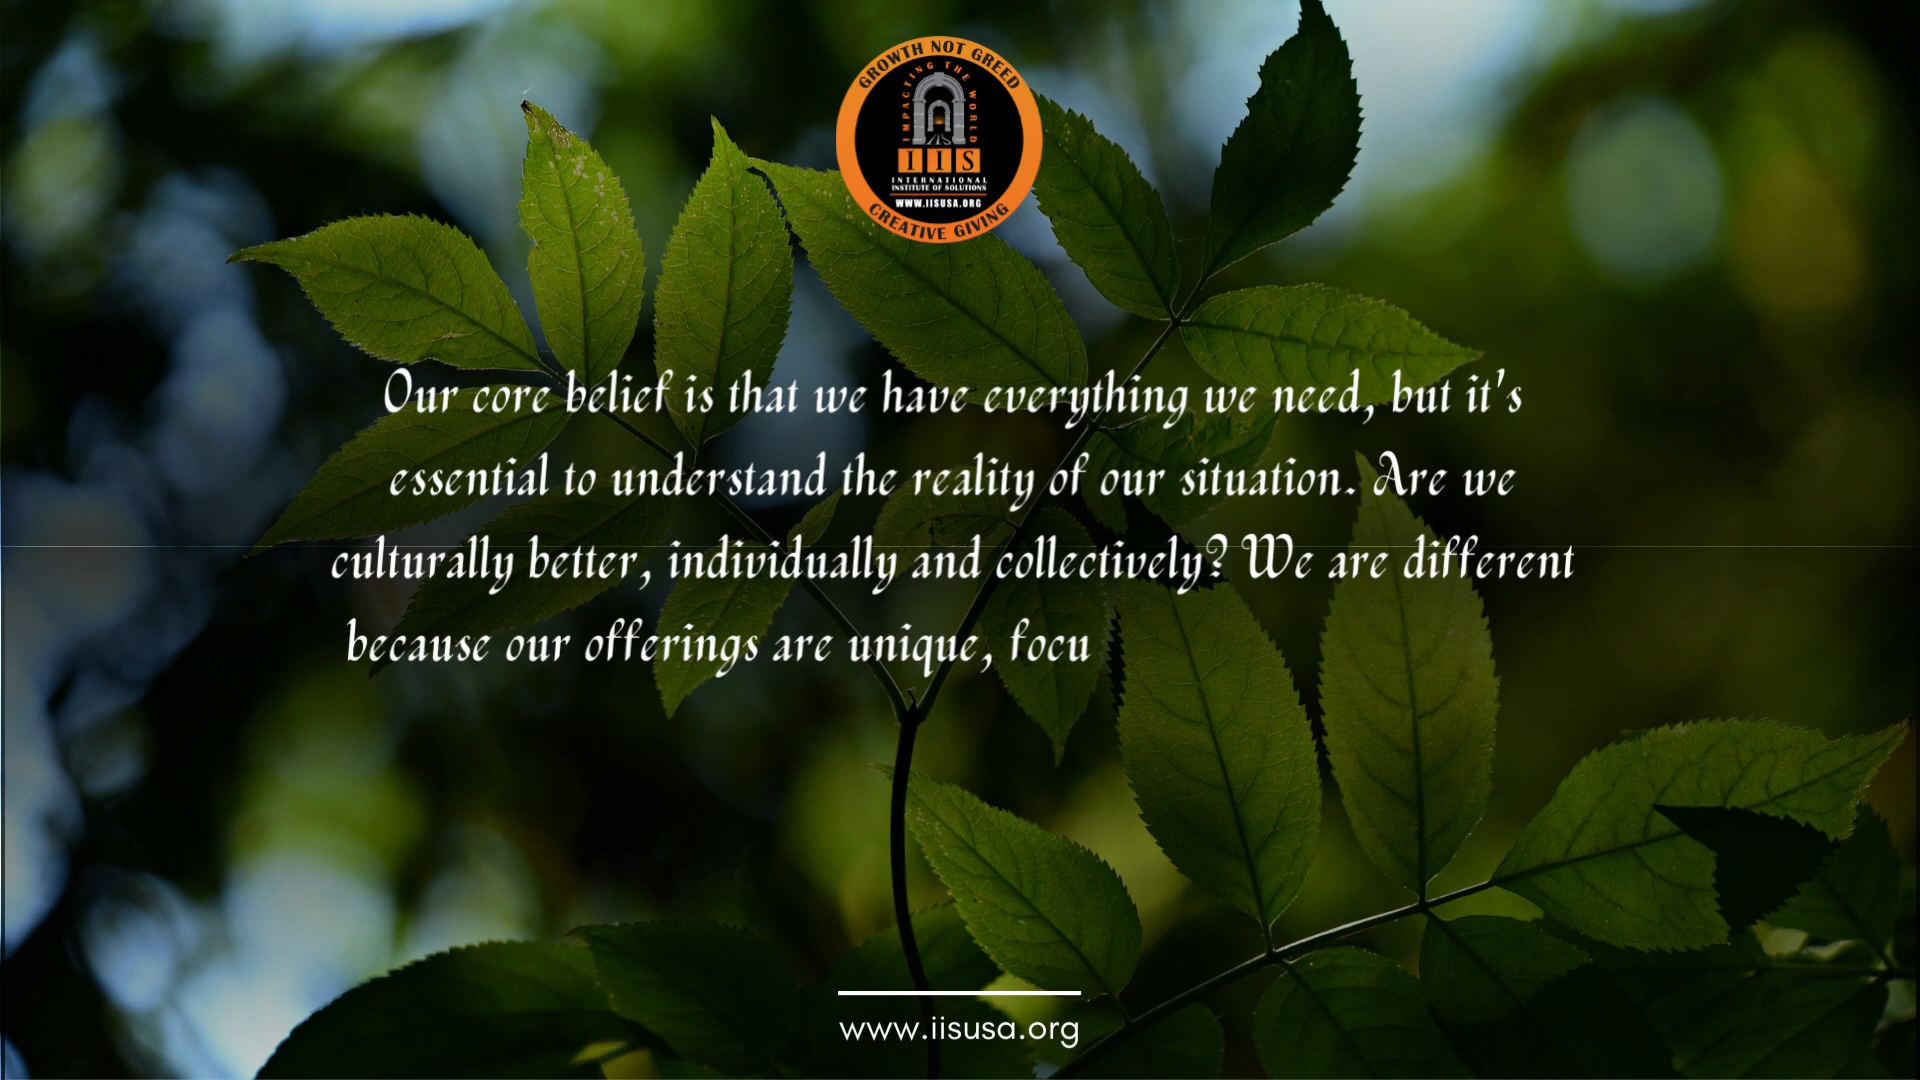 GROWTH NOT GREED
IMPACTING THE WORLD
IIS
INTERNATIONAL
INSTITUTE OF SOLUTIONS
WWW.IISUSA.ORG
CREATIVE GIVING
Our core belief is that we have everything we need, but it's
essential to understand the reality of our situation. Are we
culturally better, individually and collectively? We are different
because our offerings are unique, focu
www.iisusa.org